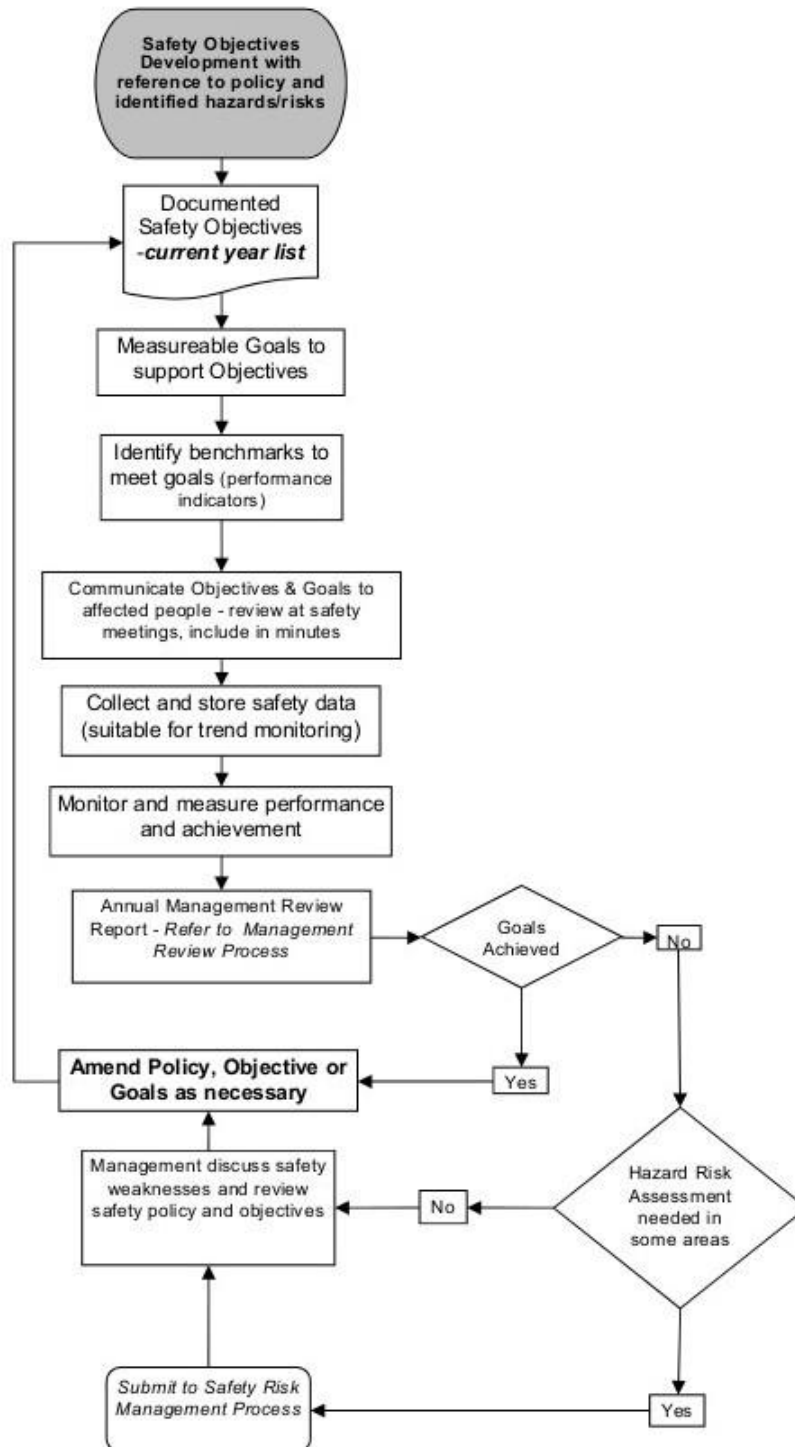 Safety Objectives
Development with
reference to policy and
identified hazards/risks
Documented
Safety Objectives
-current year list
Measureable Goals to
support Objectives
Identify benchmarks to
meet goals (performance
indicators)
Communicate Objectives & Goals to
affected people - review at safety
meetings, include in minutes
Collect and store safety data
(suitable for trend monitoring)
Monitor and measure performance
and achievement
Annual Management Review
Report - Refer to Management
Review Process
Goals
Achieved
No
Yes
Amend Policy, Objective or
Goals as necessary
Management discuss safety
weaknesses and review
safety policy and objectives
No
Hazard Risk
Assessment
needed in
some areas
Submit to Safety Risk
Management Process
Yes